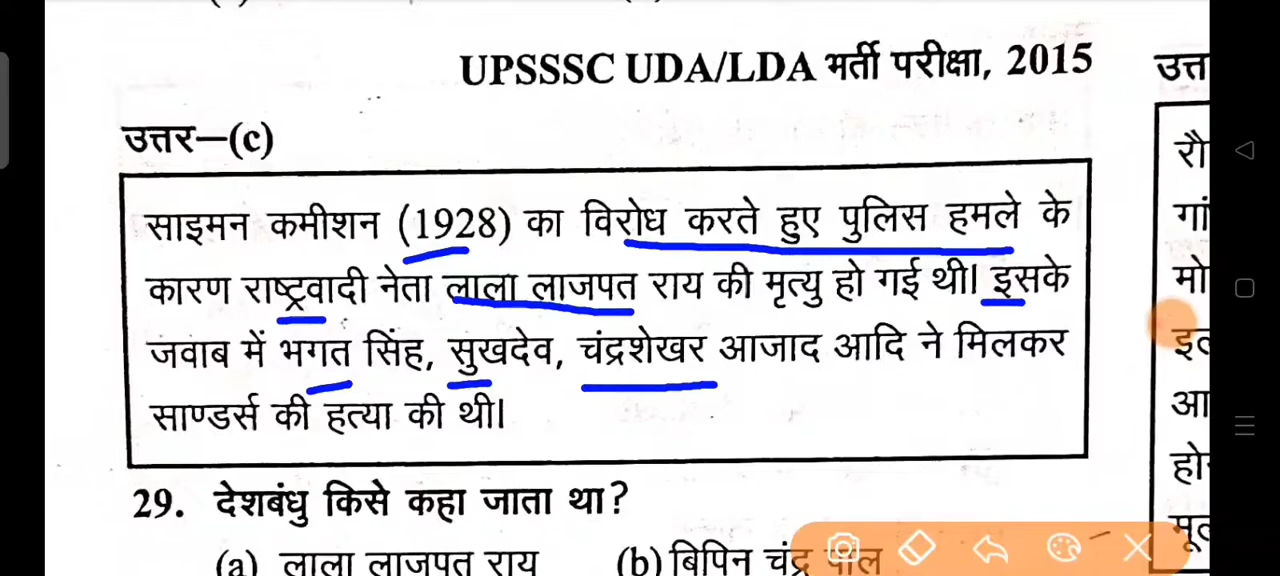 UPSSSC UDA/LDA भर्ती परीक्षा, 2015
उत्तर–(c)
साइमन कमीशन (1928) का विरोध करते हुए पुलिस हमले के
कारण राष्ट्रवादी नेता लाला लाजपत राय की मृत्यु हो गई थी। इसके
जवाब में भगत सिंह, सुखदेव, चंद्रशेखर आजाद आदि ने मिलकर
साण्डर्स की हत्या की थी।
29. देशबंधु किसे कहा जाता था?
(a) लाला लाजपत राय (b) बिपिन चंद्र पाल